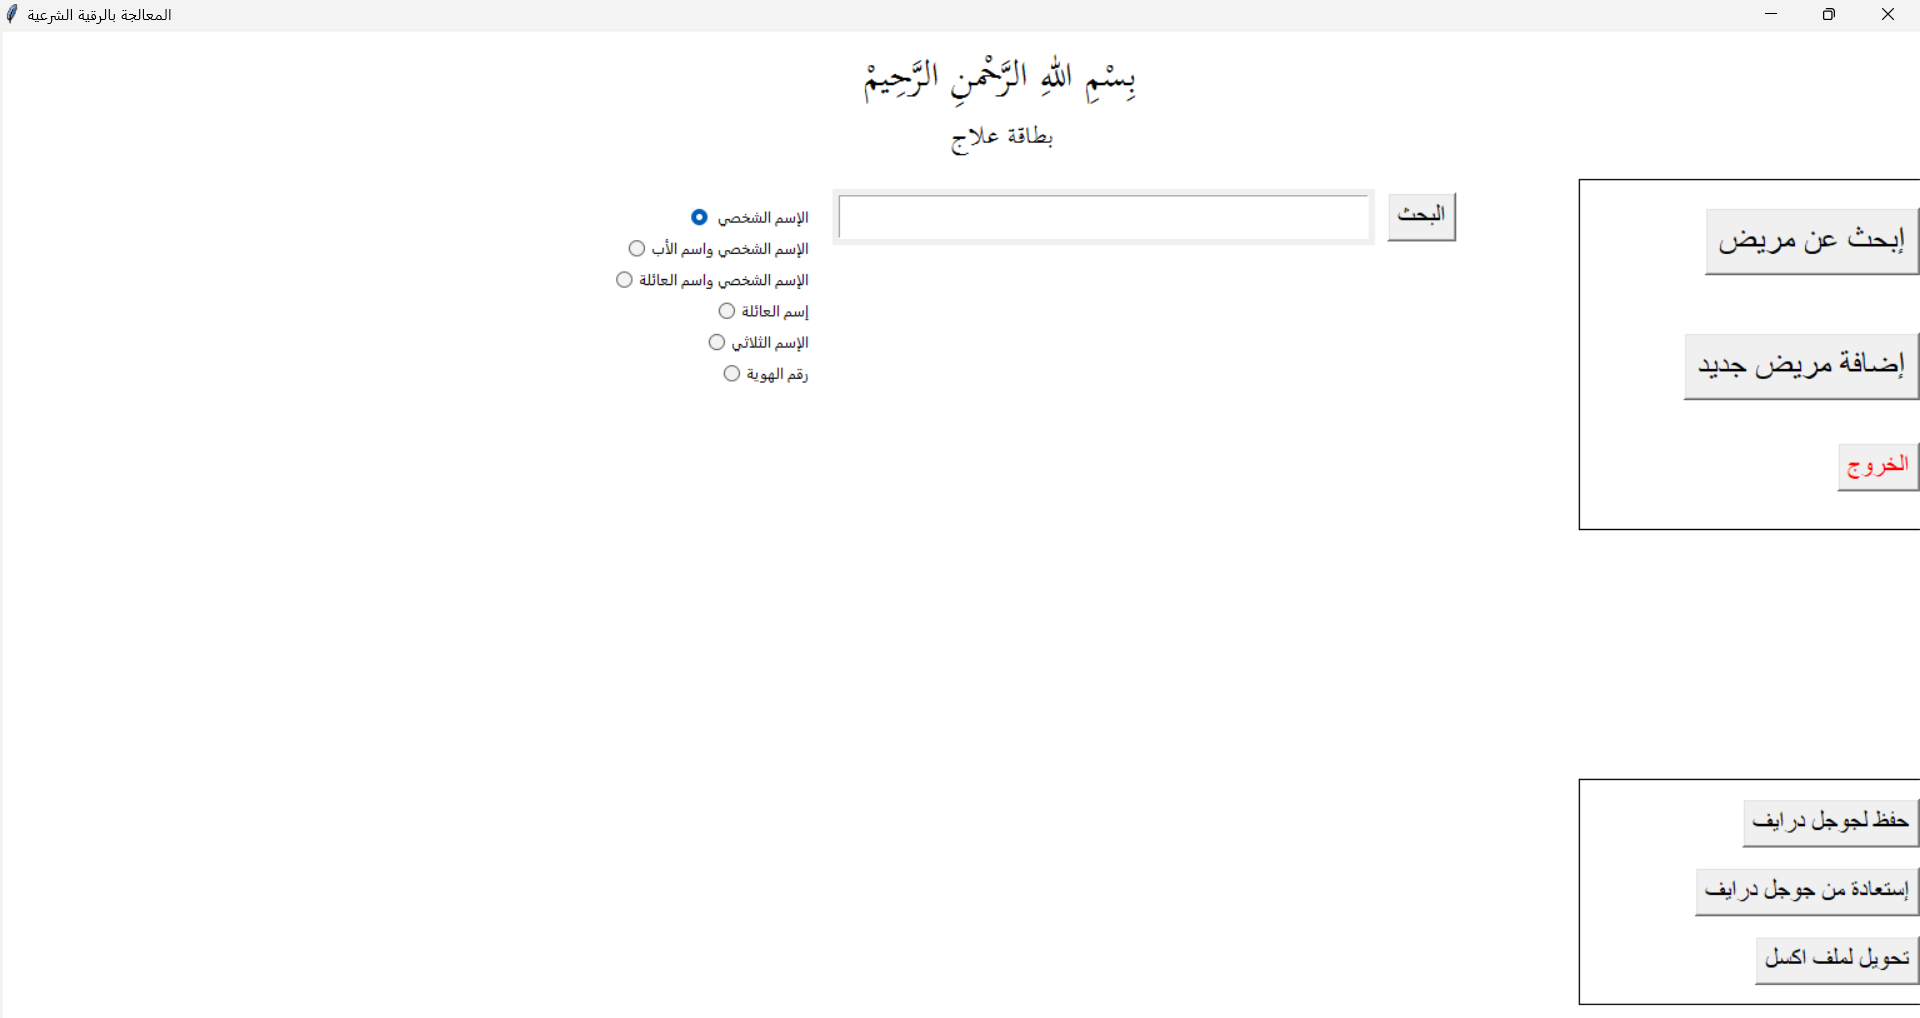 المعالجة بالرقية الشرعية
بِسْمِ اللهِ الرَّحْمنِ الرَّحِيمْ
بطاقة علاج
البحث
الإسم الشخصي
الإسم الشخصي واسم الأب
الإسم الشخصي واسم العائلة
إسم العائلة
الإسم الثلاثي
رقم الهوية
إبحث عن مريض
إضافة مريض جديد
الخروج
حفظ لجوجل درايف
إستعادة من جوجل درايف
تحويل لملف اكسل